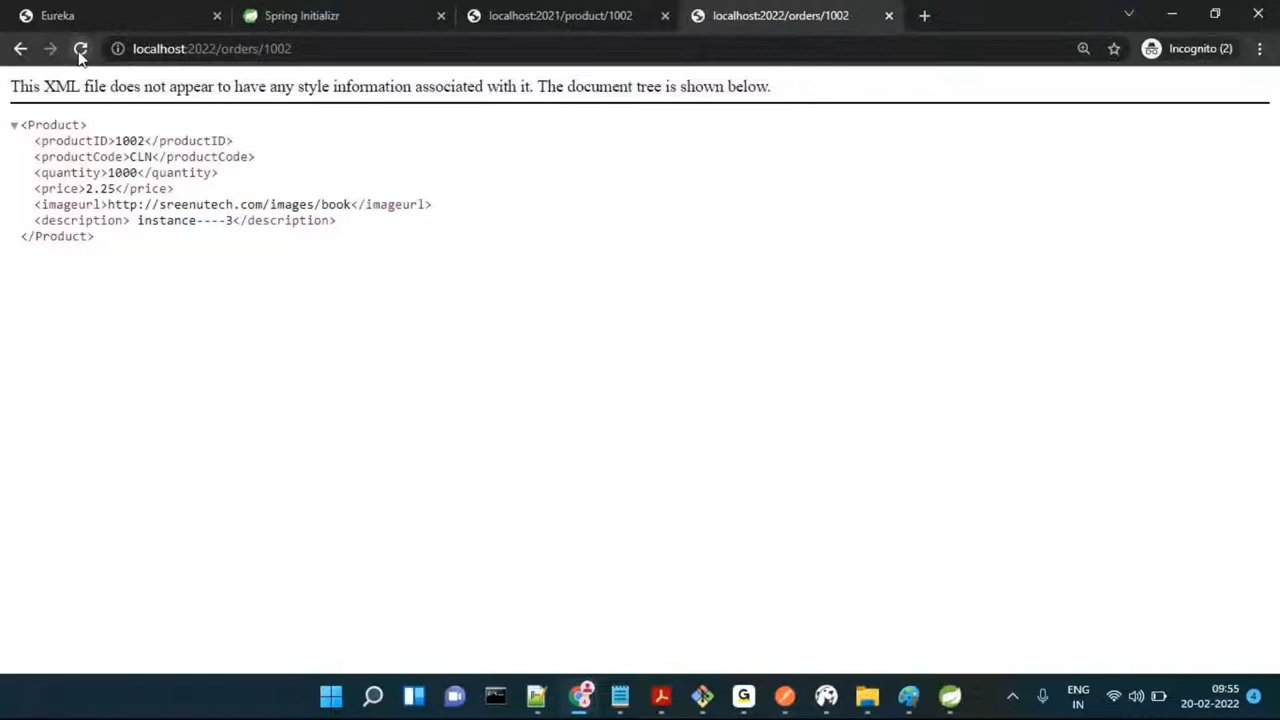 Eureka
Spring Initializr
localhost:2021/product/1002
localhost:2022/orders/1002
localhost:2022/orders/1002
Incognito (2)
This XML file does not appear to have any style information associated with it. The document tree is shown below.
<Product>
<productID>1002</productID>
<productCode>CLN</productCode>
<quantity>1000</quantity>
<price>2.25</price>
<imageurl>http://sreenutech.com/images/book</imageurl>
<description> instance----3</description>
</Product>
ENG
IN
09:55
20-02-2022
4
G